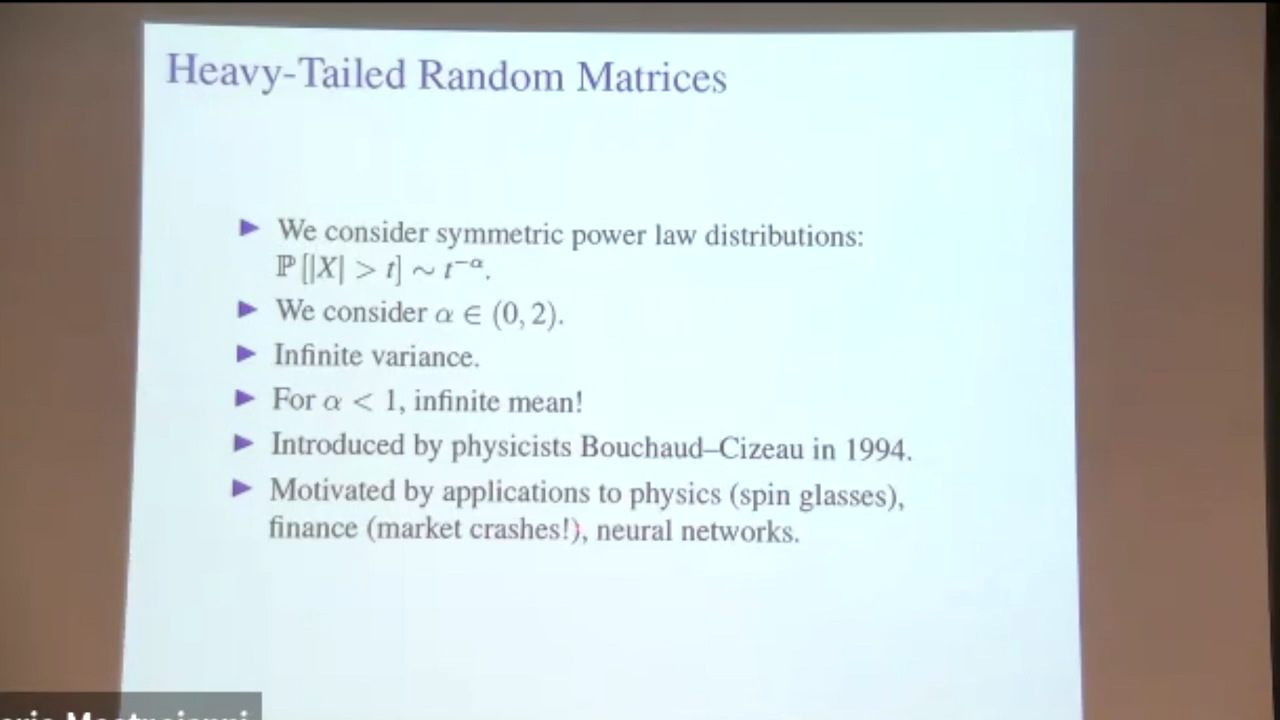 Heavy-Tailed Random Matrices
▶ We consider symmetric power law distributions:
ℙ [|X| > t] ∼ t^{−α}.
▶ We consider α ∈ (0, 2).
▶ Infinite variance.
▶ For α < 1, infinite mean!
▶ Introduced by physicists Bouchaud–Cizeau in 1994.
▶ Motivated by applications to physics (spin glasses),
finance (market crashes!), neural networks.